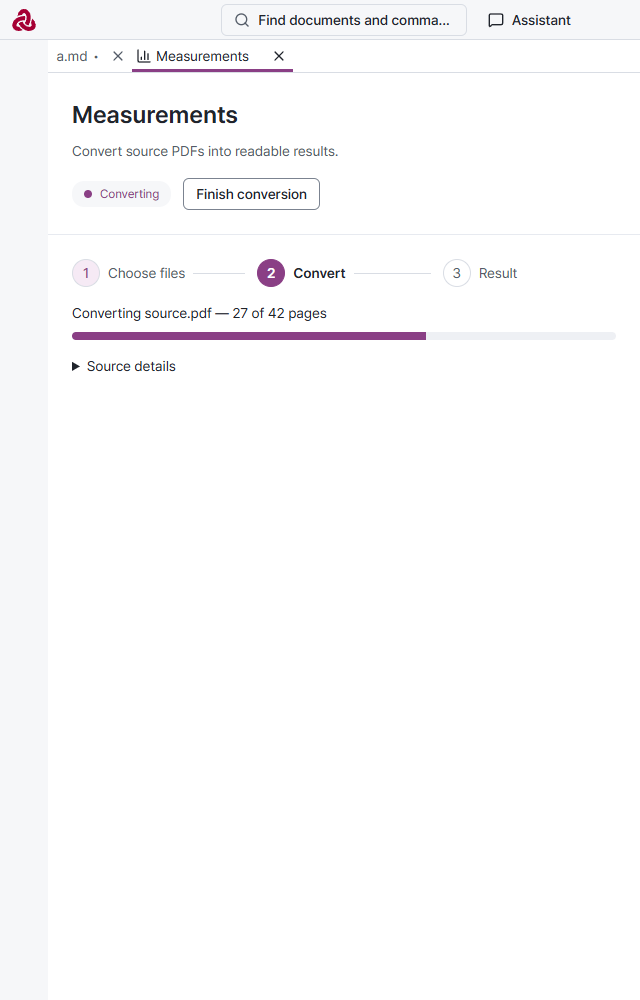 Find documents and comma...
Assistant
a.md •
Measurements
Measurements
Convert source PDFs into readable results.
Converting
Finish conversion
1 Choose files
2 Convert
3 Result
Converting source.pdf — 27 of 42 pages
Source details